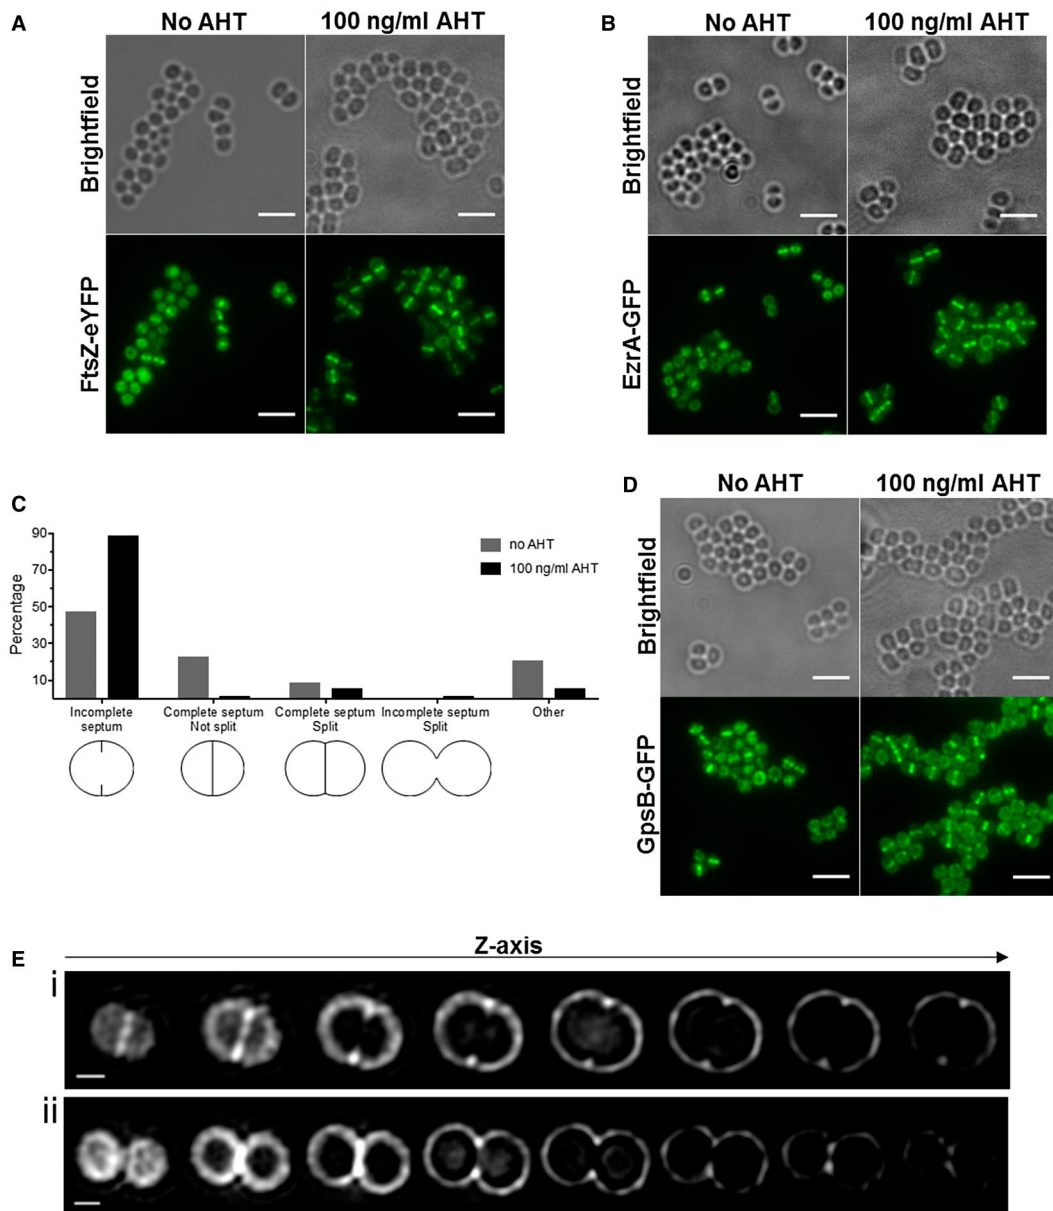 A
No AHT
100 ng/ml AHT
Brightfield
FtsZ-eYFP
B
No AHT
100 ng/ml AHT
Brightfield
EzrA-GFP
C
90
70
50
30
10
Percentage
no AHT
100 ng/ml AHT
Incomplete septum
Complete septum Not split
Complete septum Split
Incomplete septum Split
Other
D
No AHT
100 ng/ml AHT
Brightfield
GpsB-GFP
E
Z-axis
i
ii